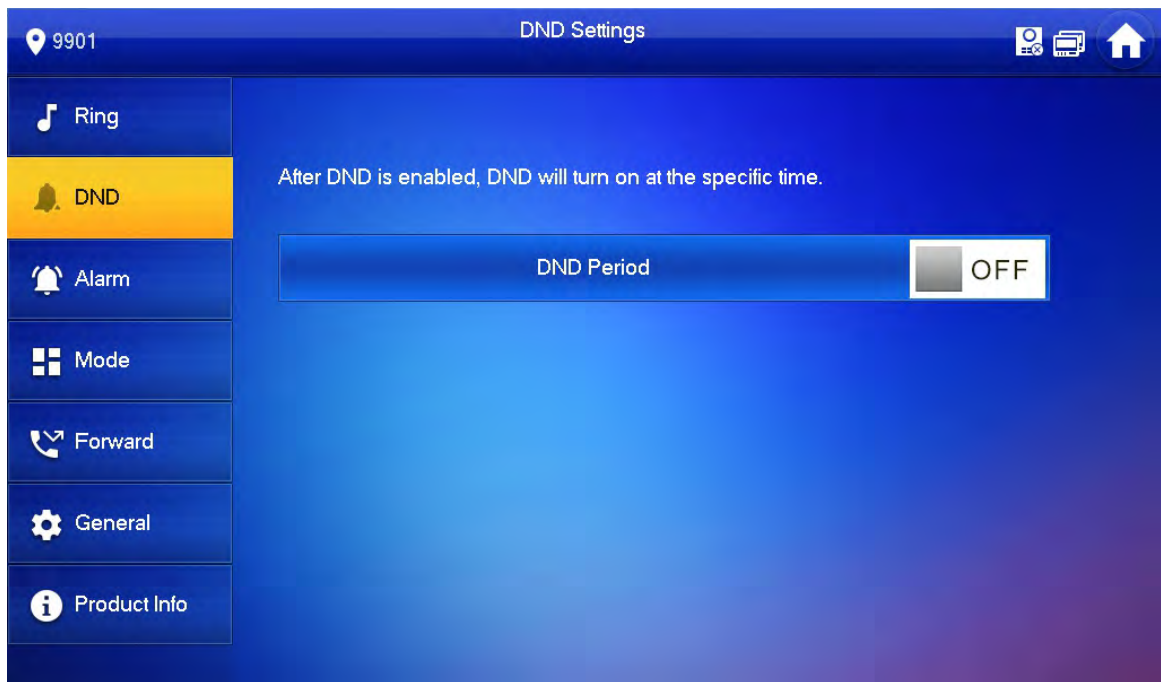 9901
DND Settings
Ring
DND
Alarm
Mode
Forward
General
Product Info
After DND is enabled, DND will turn on at the specific time.
DND Period
OFF